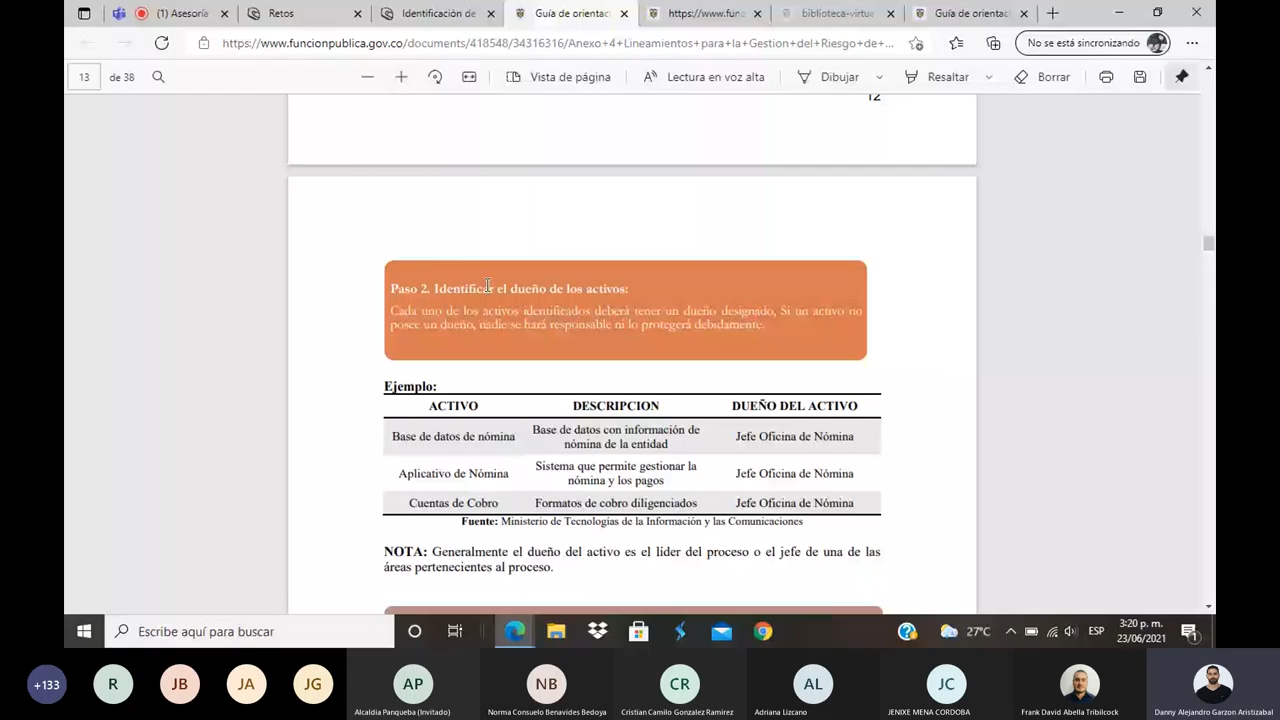 (1) Asesoría
Retos
Identificación de
Guía de orientac
https://www.funa
biblioteca-virtue
Guía de orientac
https://www.funcionpublica.gov.co/documents/418548/34316316/Anexo+4+Lineamientos+para+la+Gestion+del+Riesgo+de+...
No se está sincronizando
13
de 38
Vista de página
Lectura en voz alta
Dibujar
Resaltar
Borrar
12
Paso 2. Identificar el dueño de los activos:
Cada uno de los activos identificados deberá tener un dueño designado, Si un activo no
posee un dueño, nadie se hará responsable ni lo protegerá debidamente.
Ejemplo:
ACTIVO DESCRIPCION DUEÑO DEL ACTIVO
Base de datos de nómina Base de datos con información de nómina de la entidad Jefe Oficina de Nómina
Aplicativo de Nómina Sistema que permite gestionar la nómina y los pagos Jefe Oficina de Nómina
Cuentas de Cobro Formatos de cobro diligenciados Jefe Oficina de Nómina
Fuente: Ministerio de Tecnologías de la Información y las Comunicaciones
NOTA: Generalmente el dueño del activo es el líder del proceso o el jefe de una de las
áreas pertenecientes al proceso.
Escribe aquí para buscar
27°C
ESP
3:20 p. m.
23/06/2021
1
+133
R
JB
JA
JG
AP
NB
CR
AL
JC
Alcaldia Panqueba (Invitado)
Norma Consuelo Benavides Bedoya
Cristian Camilo Gonzalez Ramirez
Adriana Lizcano
JENIXE MENA CORDOBA
Frank David Abella Tribilcock
Danny Alejandro Garzon Aristizabal